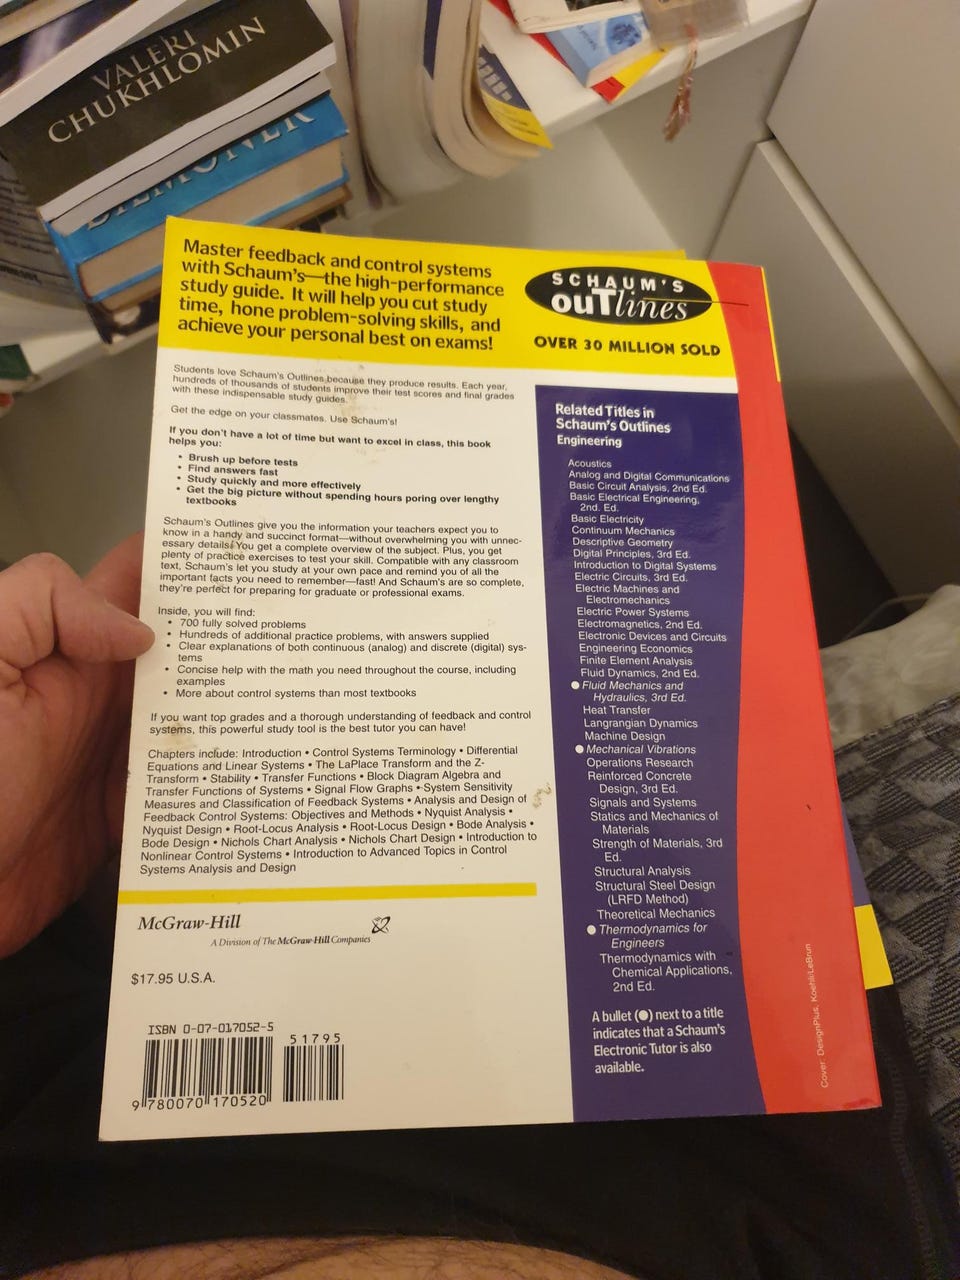 VALERI
CHUKHLOMIN
Master feedback and control systems
with Schaum's—the high-performance
study guide. It will help you cut study
time, hone problem-solving skills, and
achieve your personal best on exams!
SCHAUM'S
ouTlines
OVER 30 MILLION SOLD
Students love Schaum's Outlines because they produce results. Each year,
hundreds of thousands of students improve their test scores and final grades
with these indispensable study guides.
Get the edge on your classmates. Use Schaum's!
If you don't have a lot of time but want to excel in class, this book
helps you:
• Brush up before tests
• Find answers fast
• Study quickly and more effectively
• Get the big picture without spending hours poring over lengthy
textbooks
Schaum's Outlines give you the information your teachers expect you to
know in a handy and succinct format—without overwhelming you with unnec-
essary details. You get a complete overview of the subject. Plus, you get
plenty of practice exercises to test your skill. Compatible with any classroom
text, Schaum's let you study at your own pace and remind you of all the
important facts you need to remember—fast! And Schaum's are so complete,
they're perfect for preparing for graduate or professional exams.
Inside, you will find:
• 700 fully solved problems
• Hundreds of additional practice problems, with answers supplied
• Clear explanations of both continuous (analog) and discrete (digital) sys-
tems
• Concise help with the math you need throughout the course, including
examples
• More about control systems than most textbooks
If you want top grades and a thorough understanding of feedback and control
systems, this powerful study tool is the best tutor you can have!
Chapters include: Introduction • Control Systems Terminology • Differential
Equations and Linear Systems • The LaPlace Transform and the Z-
Transform • Stability • Transfer Functions • Block Diagram Algebra and
Transfer Functions of Systems • Signal Flow Graphs • System Sensitivity
Measures and Classification of Feedback Systems • Analysis and Design of
Feedback Control Systems: Objectives and Methods • Nyquist Analysis •
Nyquist Design • Root-Locus Analysis • Root-Locus Design • Bode Analysis •
Bode Design • Nichols Chart Analysis • Nichols Chart Design • Introduction to
Nonlinear Control Systems • Introduction to Advanced Topics in Control
Systems Analysis and Design
McGraw-Hill
A Division of The McGraw-Hill Companies
$17.95 U.S.A.
ISBN 0-07-017052-5
51795
9 780070 170520
Related Titles in
Schaum's Outlines
Engineering
Acoustics
Analog and Digital Communications
Basic Circuit Analysis, 2nd Ed.
Basic Electrical Engineering,
2nd. Ed.
Basic Electricity
Continuum Mechanics
Descriptive Geometry
Digital Principles, 3rd Ed.
Introduction to Digital Systems
Electric Circuits, 3rd Ed.
Electric Machines and
Electromechanics
Electric Power Systems
Electromagnetics, 2nd Ed.
Electronic Devices and Circuits
Engineering Economics
Finite Element Analysis
Fluid Dynamics, 2nd Ed.
● Fluid Mechanics and
Hydraulics, 3rd Ed.
Heat Transfer
Langrangian Dynamics
Machine Design
● Mechanical Vibrations
Operations Research
Reinforced Concrete
Design, 3rd Ed.
Signals and Systems
Statics and Mechanics of
Materials
Strength of Materials, 3rd
Ed.
Structural Analysis
Structural Steel Design
(LRFD Method)
Theoretical Mechanics
● Thermodynamics for
Engineers
Thermodynamics with
Chemical Applications,
2nd Ed.
A bullet (●) next to a title
indicates that a Schaum's
Electronic Tutor is also
available.
Cover: DesignPlus, Koehli/LeBrun